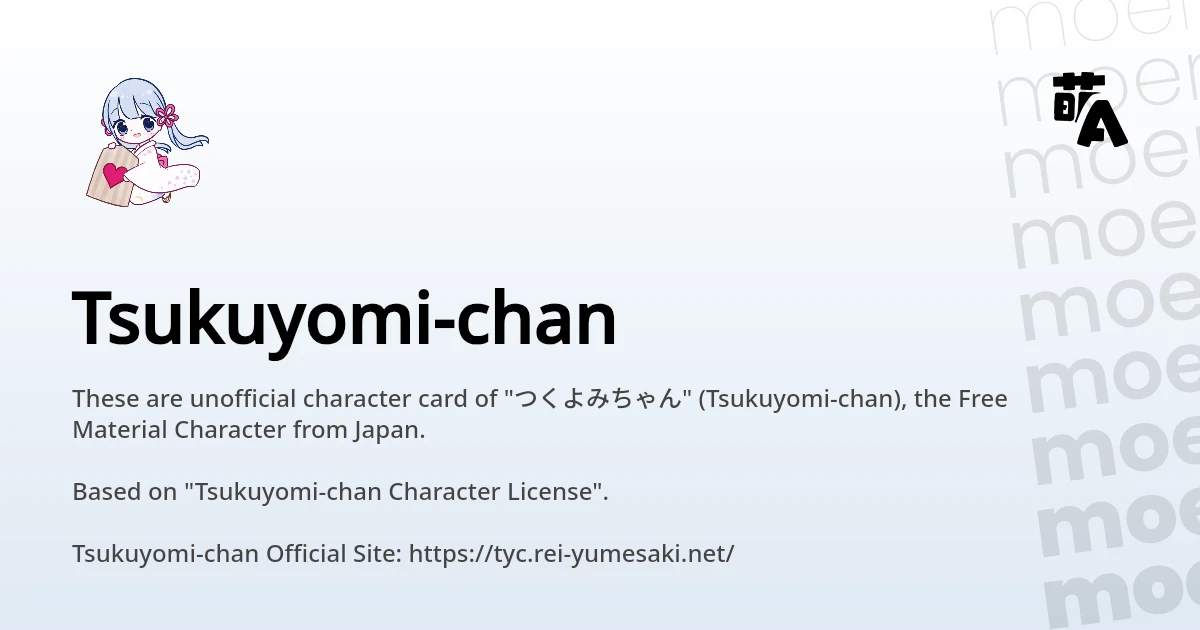 moe
moe
萌A
moe
moe
moe
moe
moe
moe
moe
Tsukuyomi-chan
These are unofficial character card of "つくよみちゃん" (Tsukuyomi-chan), the Free
Material Character from Japan.
Based on "Tsukuyomi-chan Character License".
Tsukuyomi-chan Official Site: https://tyc.rei-yumesaki.net/